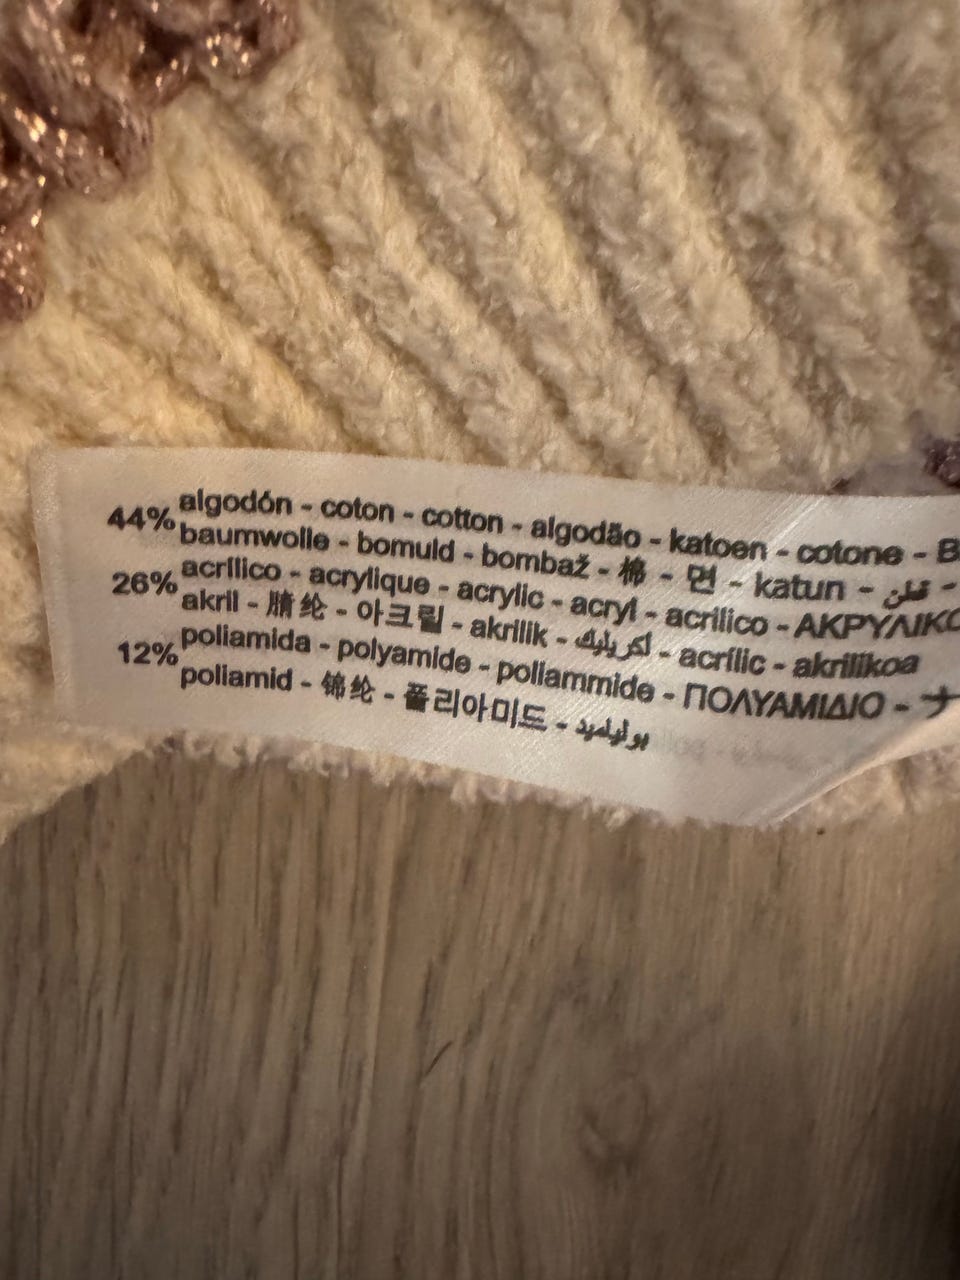 44% algodón - coton - cotton - algodão - katoen - cotone -
baumwolle - bomuld - bombaž - 棉 - 면 - katun - قطن -
26% acrílico - acrylique - acrylic - acryl - acrilico - ΑΚΡΥΛΙΚΟ
akril - 腈纶 - 아크릴 - akrilik - اكريليك - acrílic - akrilikoa
12% poliamida - polyamide - poliammide - ΠΟΛΥΑΜΙΔΙΟ - ナ
poliamid - 锦纶 - 폴리아미드 - بوليلميد